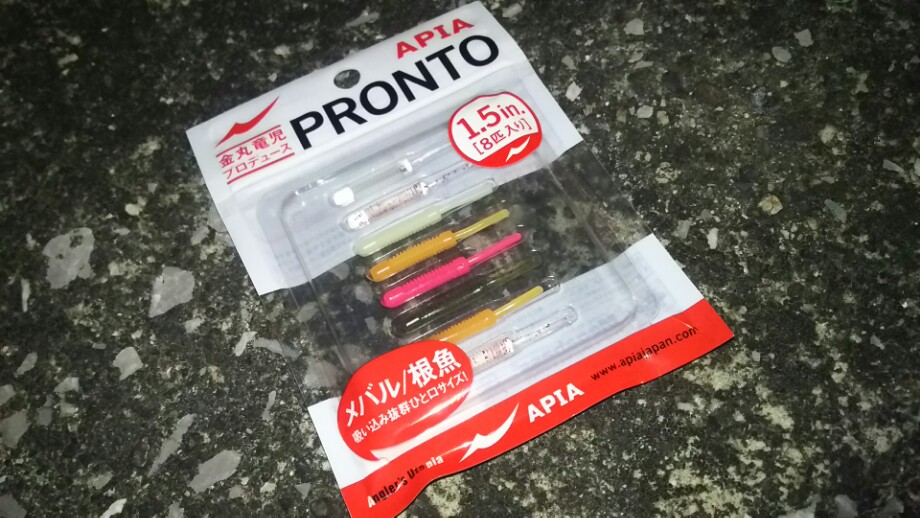 APIA
PRONTO
金丸竜児
プロデュース
1.5in.
[8匹入り]
メバル/根魚
吸い込み抜群ひと口サイズ!
APIA
www.apiajapan.com
Angler's Utopia